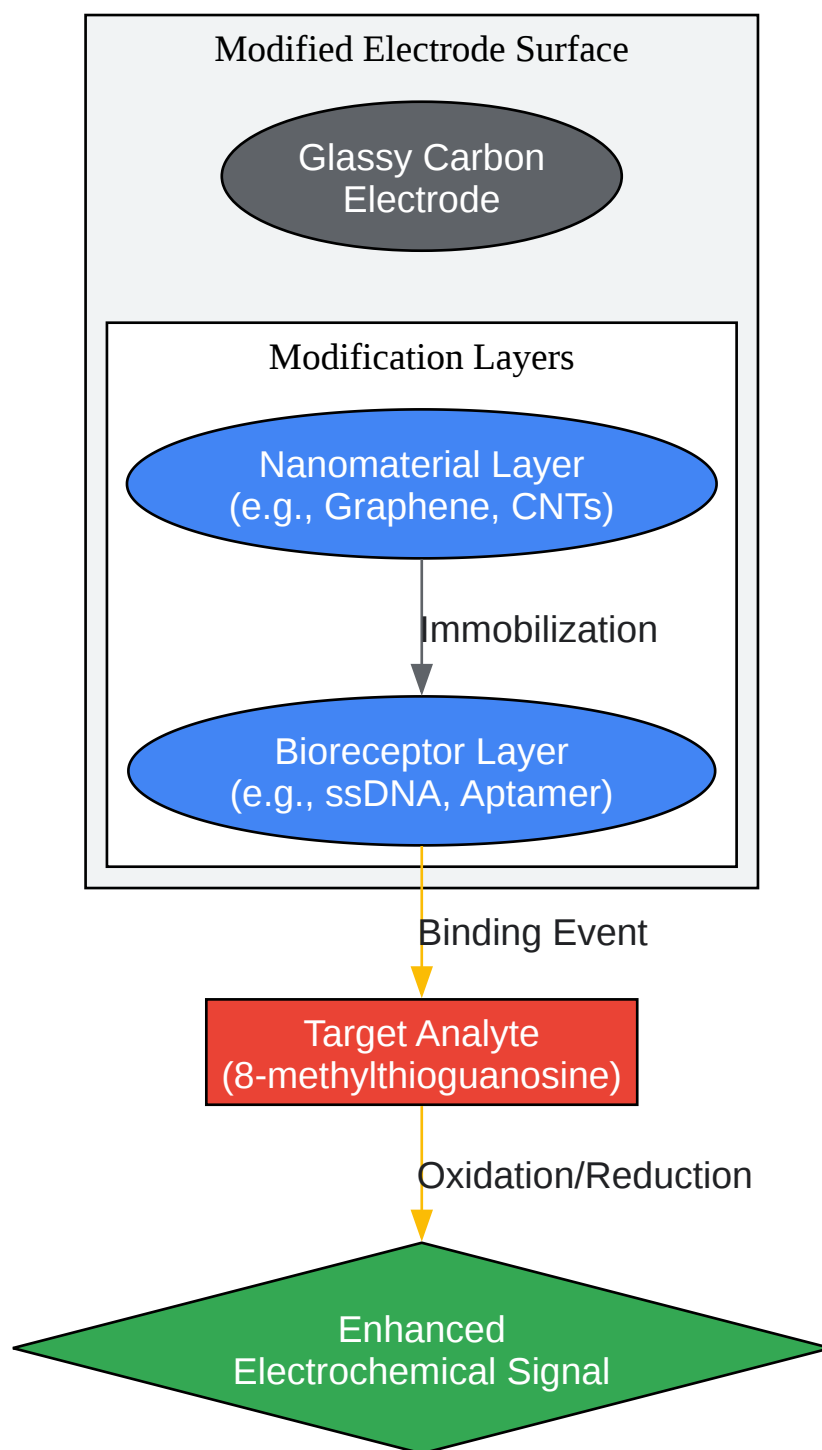 Modified Electrode Surface
Glassy Carbon
Electrode
Modification Layers
Nanomaterial Layer
(e.g., Graphene, CNTs)
Immobilization
Bioreceptor Layer
(e.g., ssDNA, Aptamer)
Binding Event
Target Analyte
(8-methylthioguanosine)
Oxidation/Reduction
Enhanced
Electrochemical Signal